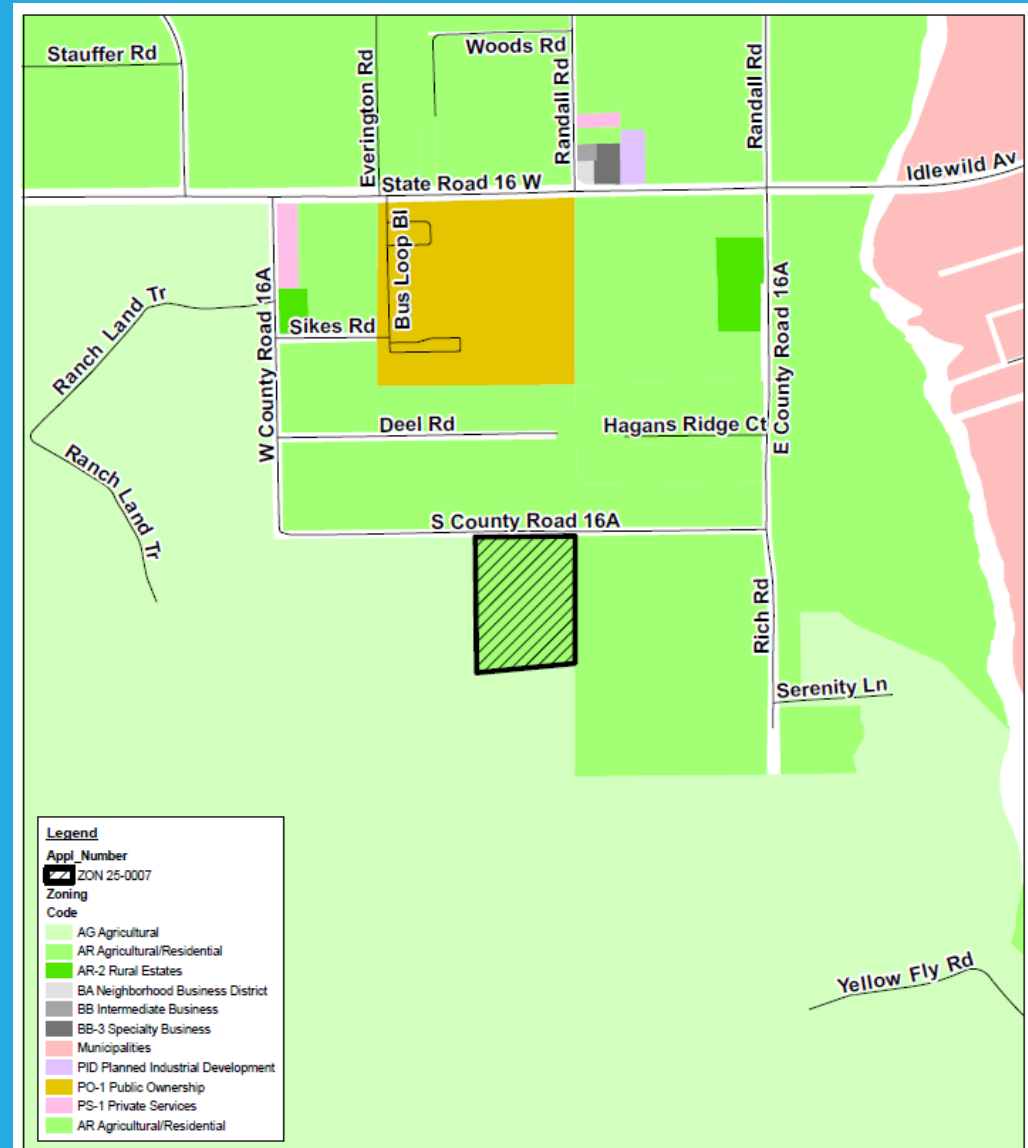 Stauffer Rd
Everington Rd
Woods Rd
Randall Rd
Randall Rd
State Road 16 W
Idlewild Av
Bus Loop Bl
W County Road 16A
E County Road 16A
Ranch Land Tr
Sikes Rd
Deel Rd
Hagans Ridge Ct
Ranch Land Tr
S County Road 16A
Rich Rd
Serenity Ln
Yellow Fly Rd
Legend
Appl_Number
ZON 25-0007
Zoning
Code
AG Agricultural
AR Agricultural/Residential
AR-2 Rural Estates
BA Neighborhood Business District
BB Intermediate Business
BB-3 Specialty Business
Municipalities
PID Planned Industrial Development
PO-1 Public Ownership
PS-1 Private Services
AR Agricultural/Residential